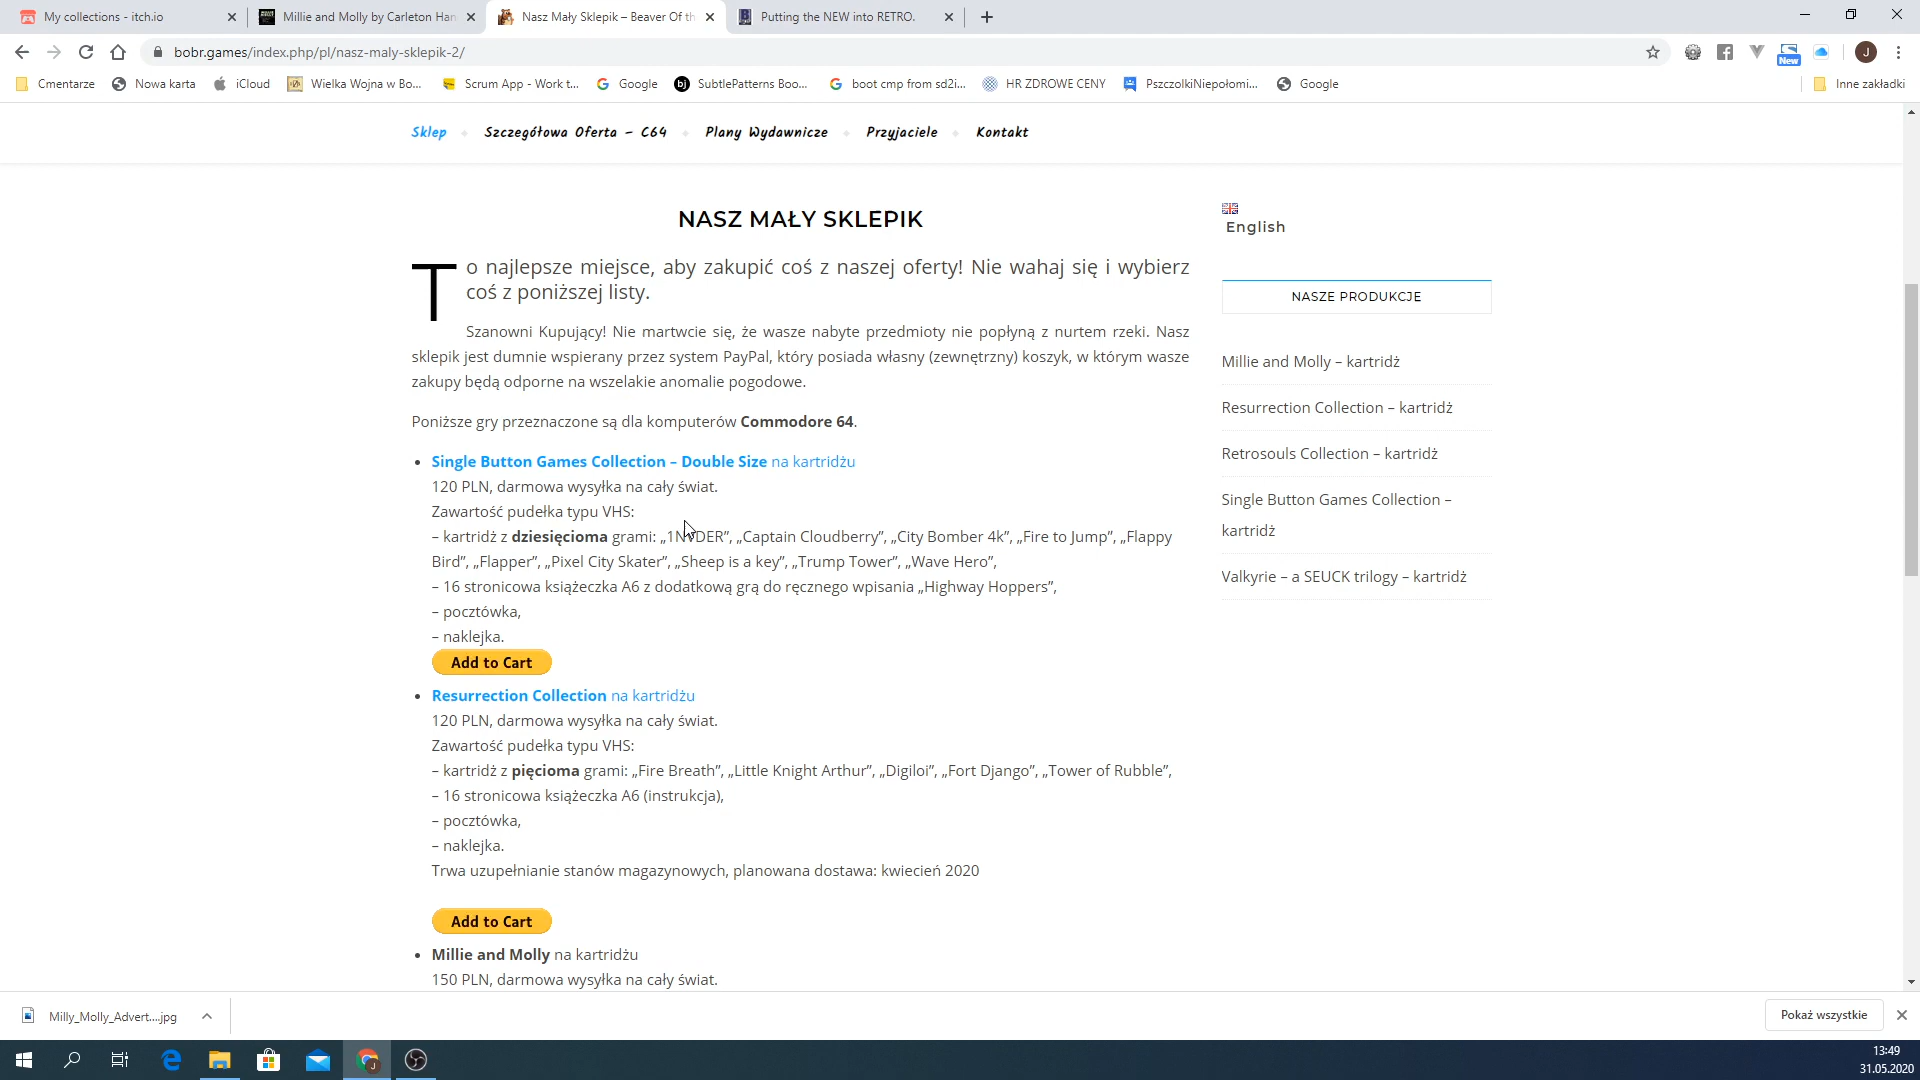 My collections - itch.io
Millie and Molly by Carleton Han
Nasz Mały Sklepik – Beaver Of th
Putting the NEW into RETRO.
bobr.games/index.php/pl/nasz-maly-sklepik-2/
New
J
Cmentarze
Nowa karta
iCloud
Wielka Wojna w Bo...
Scrum App - Work t...
Google
SubtlePatterns Boo...
boot cmp from sd2i...
HR ZDROWE CENY
PszczolkiNiepołomi...
Google
Inne zakładki
Sklep
Szczegółowa Oferta – C64
Plany Wydawnicze
Przyjaciele
Kontakt
NASZ MAŁY SKLEPIK
To najlepsze miejsce, aby zakupić coś z naszej oferty! Nie wahaj się i wybierz
coś z poniższej listy.
Szanowni Kupujący! Nie martwcie się, że wasze nabyte przedmioty nie popłyną z nurtem rzeki. Nasz
sklepik jest dumnie wspierany przez system PayPal, który posiada własny (zewnętrzny) koszyk, w którym wasze
zakupy będą odporne na wszelakie anomalie pogodowe.
Poniższe gry przeznaczone są dla komputerów Commodore 64.
• Single Button Games Collection – Double Size na kartridżu
120 PLN, darmowa wysyłka na cały świat.
Zawartość pudełka typu VHS:
– kartridż z dziesięcioma grami: „1NVDER”, „Captain Cloudberry”, „City Bomber 4k”, „Fire to Jump”, „Flappy
Bird”, „Flapper”, „Pixel City Skater”, „Sheep is a key”, „Trump Tower”, „Wave Hero”,
– 16 stronicowa książeczka A6 z dodatkową grą do ręcznego wpisania „Highway Hoppers”,
– pocztówka,
– naklejka.
Add to Cart
• Resurrection Collection na kartridżu
120 PLN, darmowa wysyłka na cały świat.
Zawartość pudełka typu VHS:
– kartridż z pięcioma grami: „Fire Breath”, „Little Knight Arthur”, „Digiloi”, „Fort Django”, „Tower of Rubble”,
– 16 stronicowa książeczka A6 (instrukcja),
– pocztówka,
– naklejka.
Trwa uzupełnianie stanów magazynowych, planowana dostawa: kwiecień 2020
Add to Cart
• Millie and Molly na kartridżu
150 PLN, darmowa wysyłka na cały świat.
English
NASZE PRODUKCJE
Millie and Molly – kartridż
Resurrection Collection – kartridż
Retrosouls Collection – kartridż
Single Button Games Collection –
kartridż
Valkyrie – a SEUCK trilogy – kartridż
Milly_Molly_Advert....jpg
Pokaż wszystkie
13:49
31.05.2020